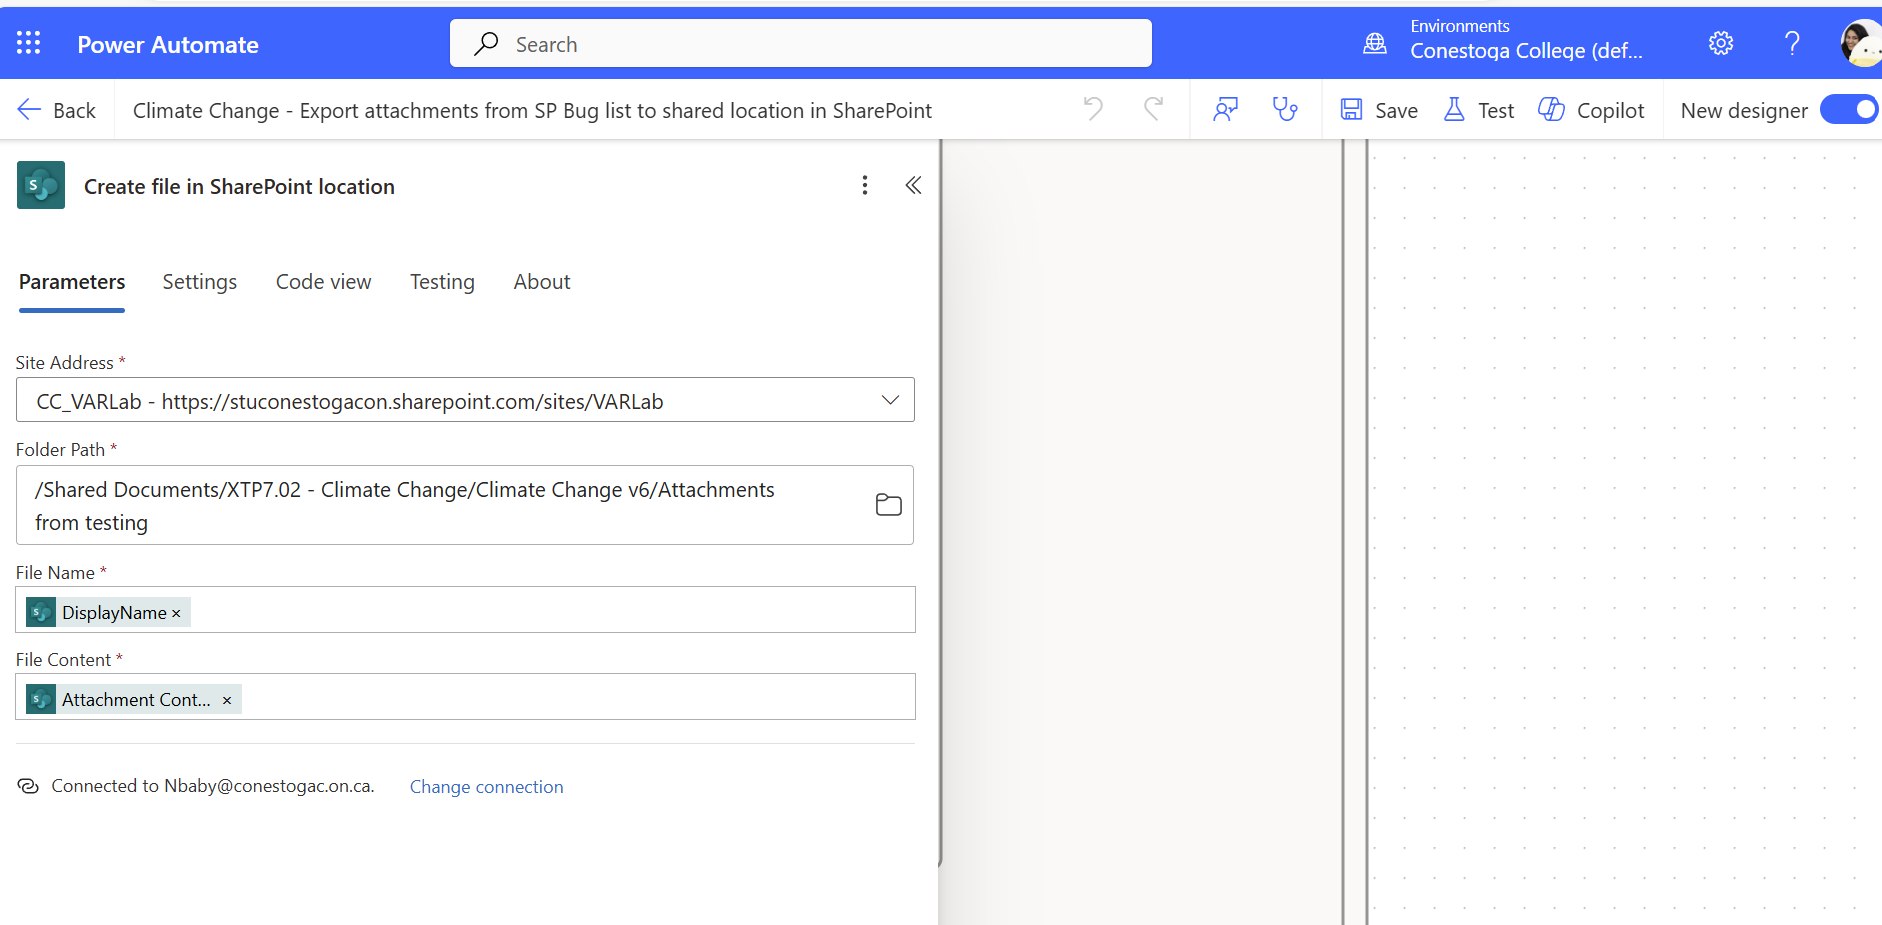 Power Automate
Search
Environments
Conestoga College (def...
Back
Climate Change - Export attachments from SP Bug list to shared location in SharePoint
Save
Test
Copilot
New designer
Create file in SharePoint location
Parameters
Settings
Code view
Testing
About
Site Address *
CC_VARLab - https://stuconestogacon.sharepoint.com/sites/VARLab
Folder Path *
/Shared Documents/XTP7.02 - Climate Change/Climate Change v6/Attachments
from testing
File Name *
DisplayName ×
File Content *
Attachment Cont... ×
Connected to Nbaby@conestogac.on.ca.
Change connection